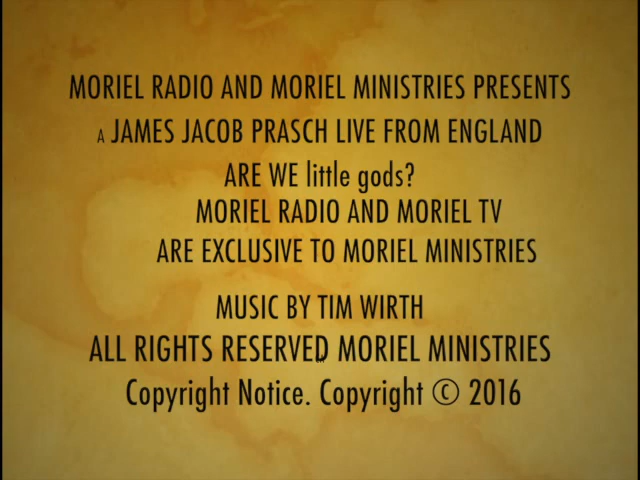 MORIEL RADIO AND MORIEL MINISTRIES PRESENTS
A JAMES JACOB PRASCH LIVE FROM ENGLAND
ARE WE little gods?
MORIEL RADIO AND MORIEL TV
ARE EXCLUSIVE TO MORIEL MINISTRIES
MUSIC BY TIM WIRTH
ALL RIGHTS RESERVED MORIEL MINISTRIES
Copyright Notice. Copyright © 2016